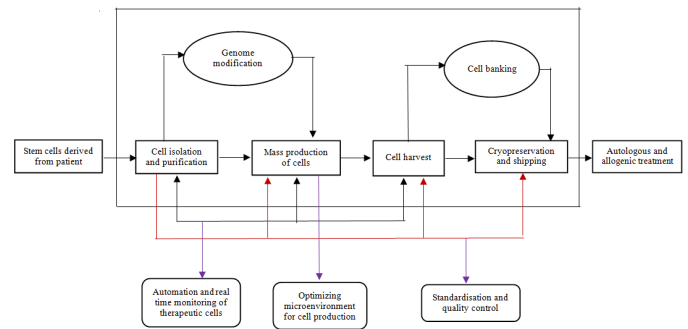 Genome
modification
Cell banking
Stem cells derived
from patient
Cell isolation
and purification
Mass production
of cells
Cell harvest
Cryopreservation
and shipping
Autologous and
allogenic treatment
Automation and real
time monitoring of
therapeutic cells
Optimizing
microenvironment
for cell production
Standardisation and
quality control